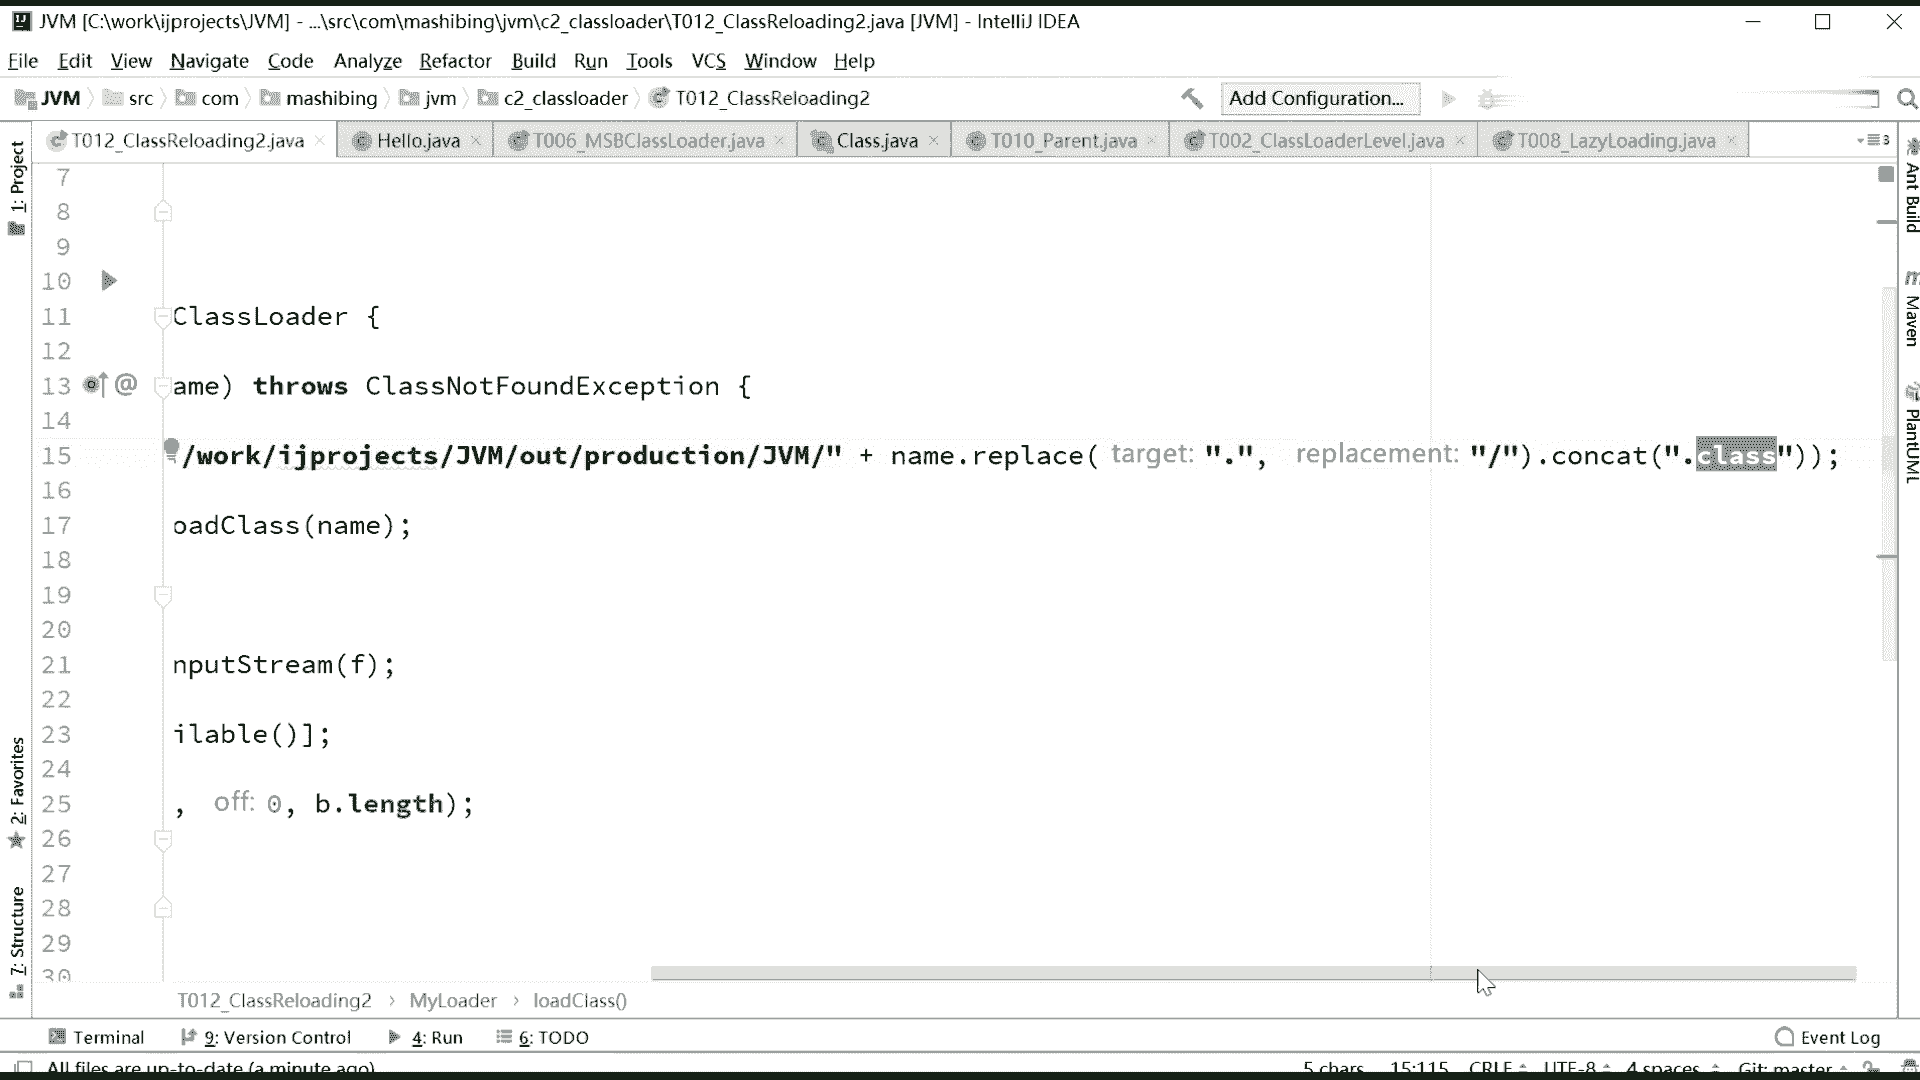 JVM [C:\work\ijprojects\JVM] - ...\src\com\mashibing\jvm\c2_classloader\T012_ClassReloading2.java [JVM] - IntelliJ IDEA
File Edit View Navigate Code Analyze Refactor Build Run Tools VCS Window Help
JVM src com mashibing jvm c2_classloader T012_ClassReloading2 Add Configuration...
T012_ClassReloading2.java Hello.java T006_MSBClassLoader.java Class.java T010_Parent.java T002_ClassLoaderLevel.java T008_LazyLoading.java 3
1: Project
2: Favorites
7: Structure
7
8
9
10
11 ClassLoader {
12
13 @ ame) throws ClassNotFoundException {
14
15 /work/ijprojects/JVM/out/production/JVM/" + name.replace( target: ".", replacement: "/").concat(".class"));
16
17 oadClass(name);
18
19
20
21 nputStream(f);
22
23 ilable()];
24
25 , off: 0, b.length);
26
27
28
29
30
Ant Build
Maven
PlantUML
T012_ClassReloading2 › MyLoader › loadClass()
Terminal 9: Version Control 4: Run 6: TODO Event Log
All files are up-to-date (a minute ago) 5 chars 15:115 CRLF UTF-8 4 spaces Git: master